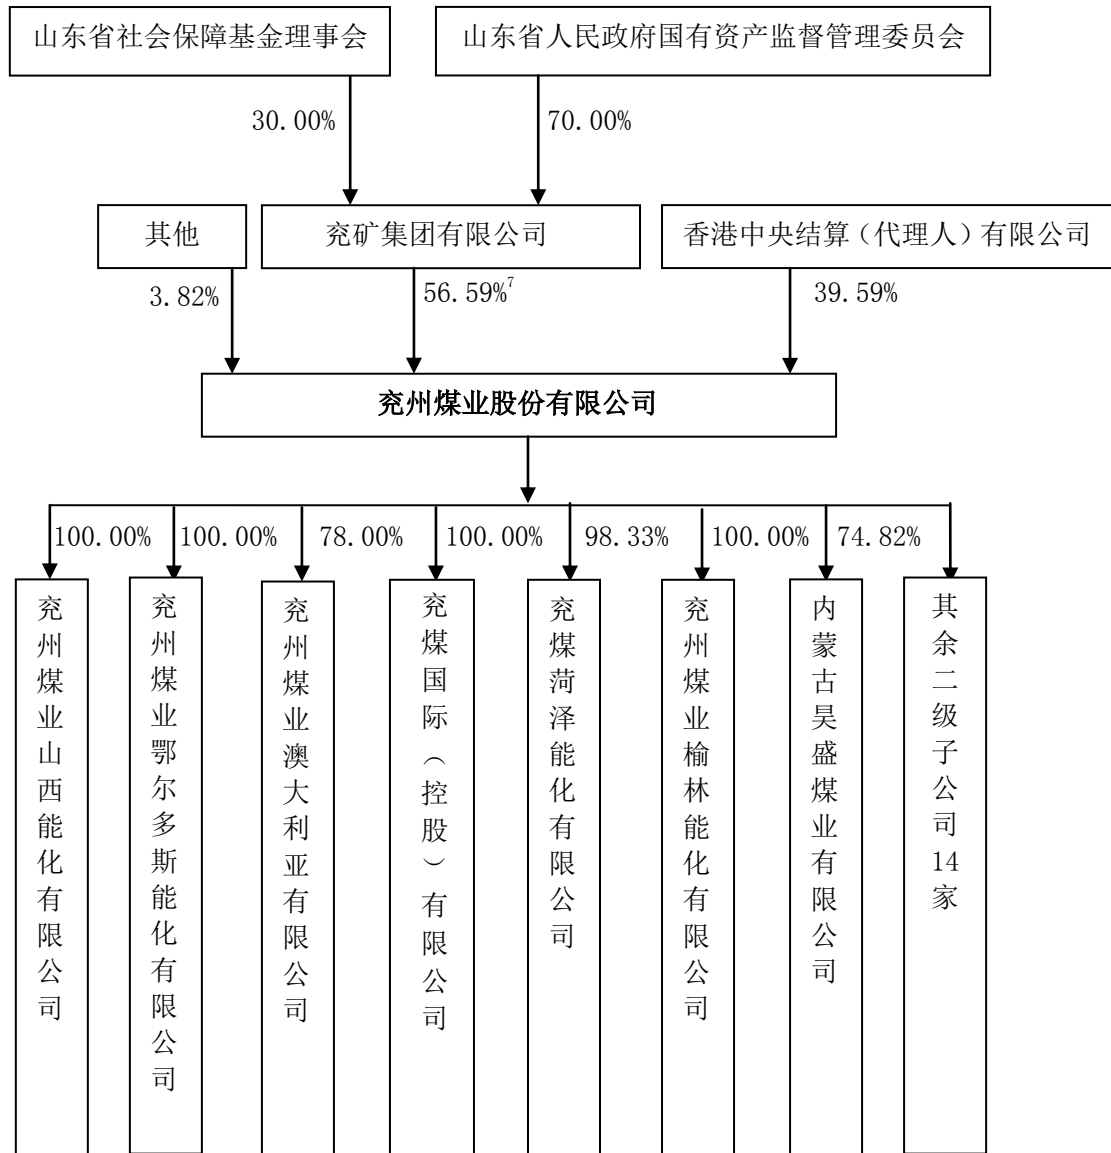 山东省社会保障基金理事会
山东省人民政府国有资产监督管理委员会
30.00%
70.00%
其他
兖矿集团有限公司
香港中央结算（代理人）有限公司
3.82%
56.59%7
39.59%
兖州煤业股份有限公司
100.00%
100.00%
78.00%
100.00%
98.33%
100.00%
74.82%
兖州煤业山西能化有限公司
兖州煤业鄂尔多斯能化有限公司
兖州煤业澳大利亚有限公司
兖煤国际（控股）有限公司
兖煤菏泽能化有限公司
兖州煤业榆林能化有限公司
内蒙古昊盛煤业有限公司
其余二级子公司14家